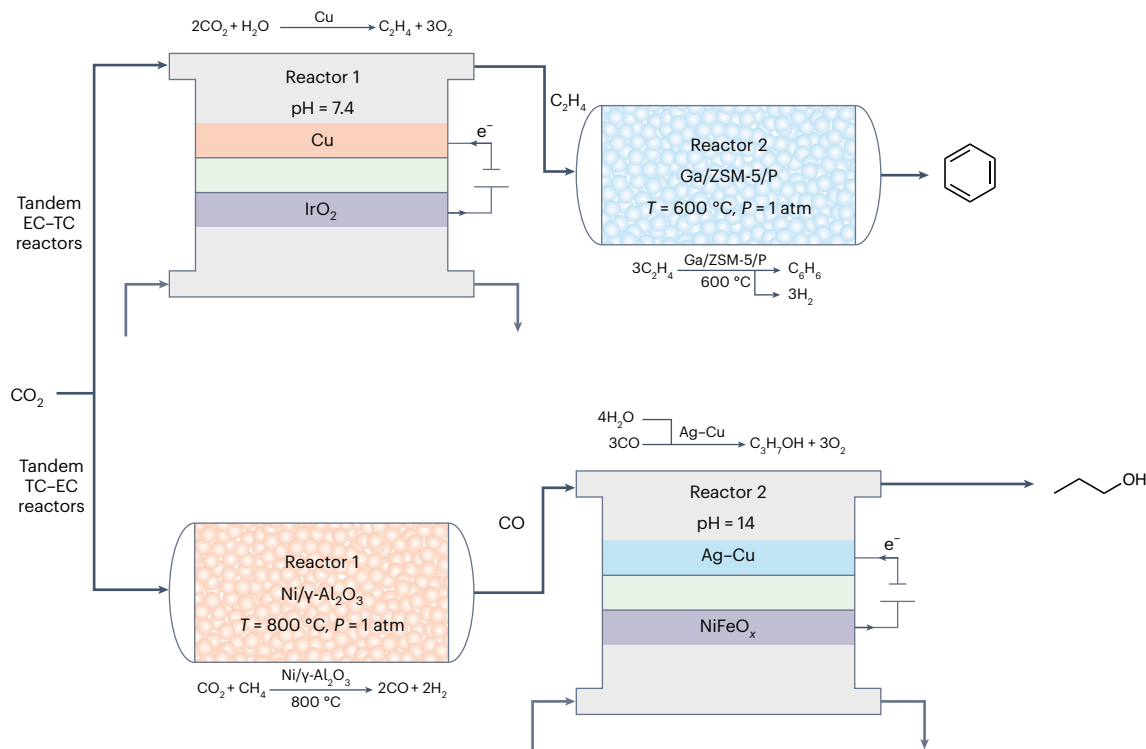 2CO₂ + H₂O Cu C₂H₄ + 3O₂
Reactor 1
pH = 7.4
Cu
e⁻
IrO₂
C₂H₄
Reactor 2
Ga/ZSM-5/P
T = 600 °C, P = 1 atm
3C₂H₄ Ga/ZSM-5/P C₆H₆
600 °C
3H₂
Tandem
EC–TC
reactors
CO₂
Tandem
TC–EC
reactors
Reactor 1
Ni/γ-Al₂O₃
T = 800 °C, P = 1 atm
CO₂ + CH₄ Ni/γ-Al₂O₃ 2CO + 2H₂
800 °C
CO
4H₂O
3CO Ag–Cu C₃H₇OH + 3O₂
Reactor 2
pH = 14
Ag–Cu
e⁻
NiFeOₓ
OH